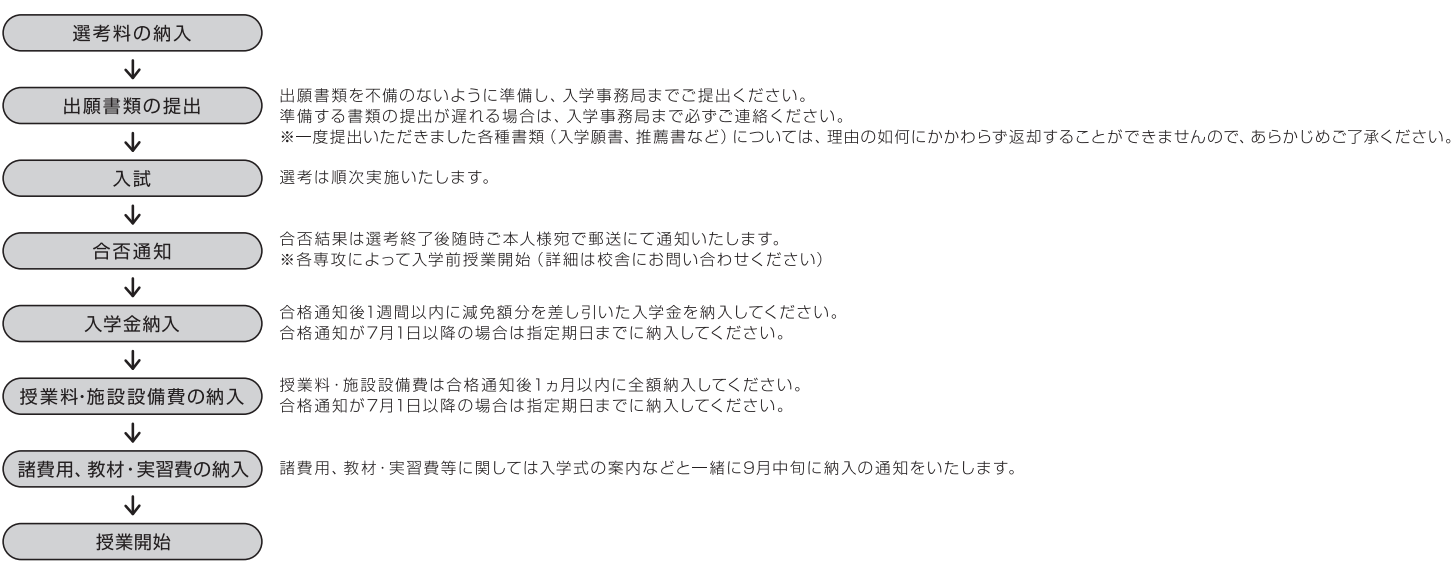 選考料の納入
↓
出願書類の提出
出願書類を不備のないように準備し、入学事務局までご提出ください。
準備する書類の提出が遅れる場合は、入学事務局まで必ずご連絡ください。
※一度提出いただきました各種書類（入学願書、推薦書など）については、理由の如何にかかわらず返却することができませんので、あらかじめご了承ください。
↓
入試
選考は順次実施いたします。
↓
合否通知
合否結果は選考終了後随時ご本人様宛で郵送にて通知いたします。
※各専攻によって入学前授業開始（詳細は校舎にお問い合わせください）
↓
入学金納入
合格通知後1週間以内に減免額分を差し引いた入学金を納入してください。
合格通知が7月1日以降の場合は指定期日までに納入してください。
↓
授業料・施設設備費の納入
授業料・施設設備費は合格通知後1ヵ月以内に全額納入してください。
合格通知が7月1日以降の場合は指定期日までに納入してください。
↓
諸費用、教材・実習費の納入
諸費用、教材・実習費等に関しては入学式の案内などと一緒に9月中旬に納入の通知をいたします。
↓
授業開始